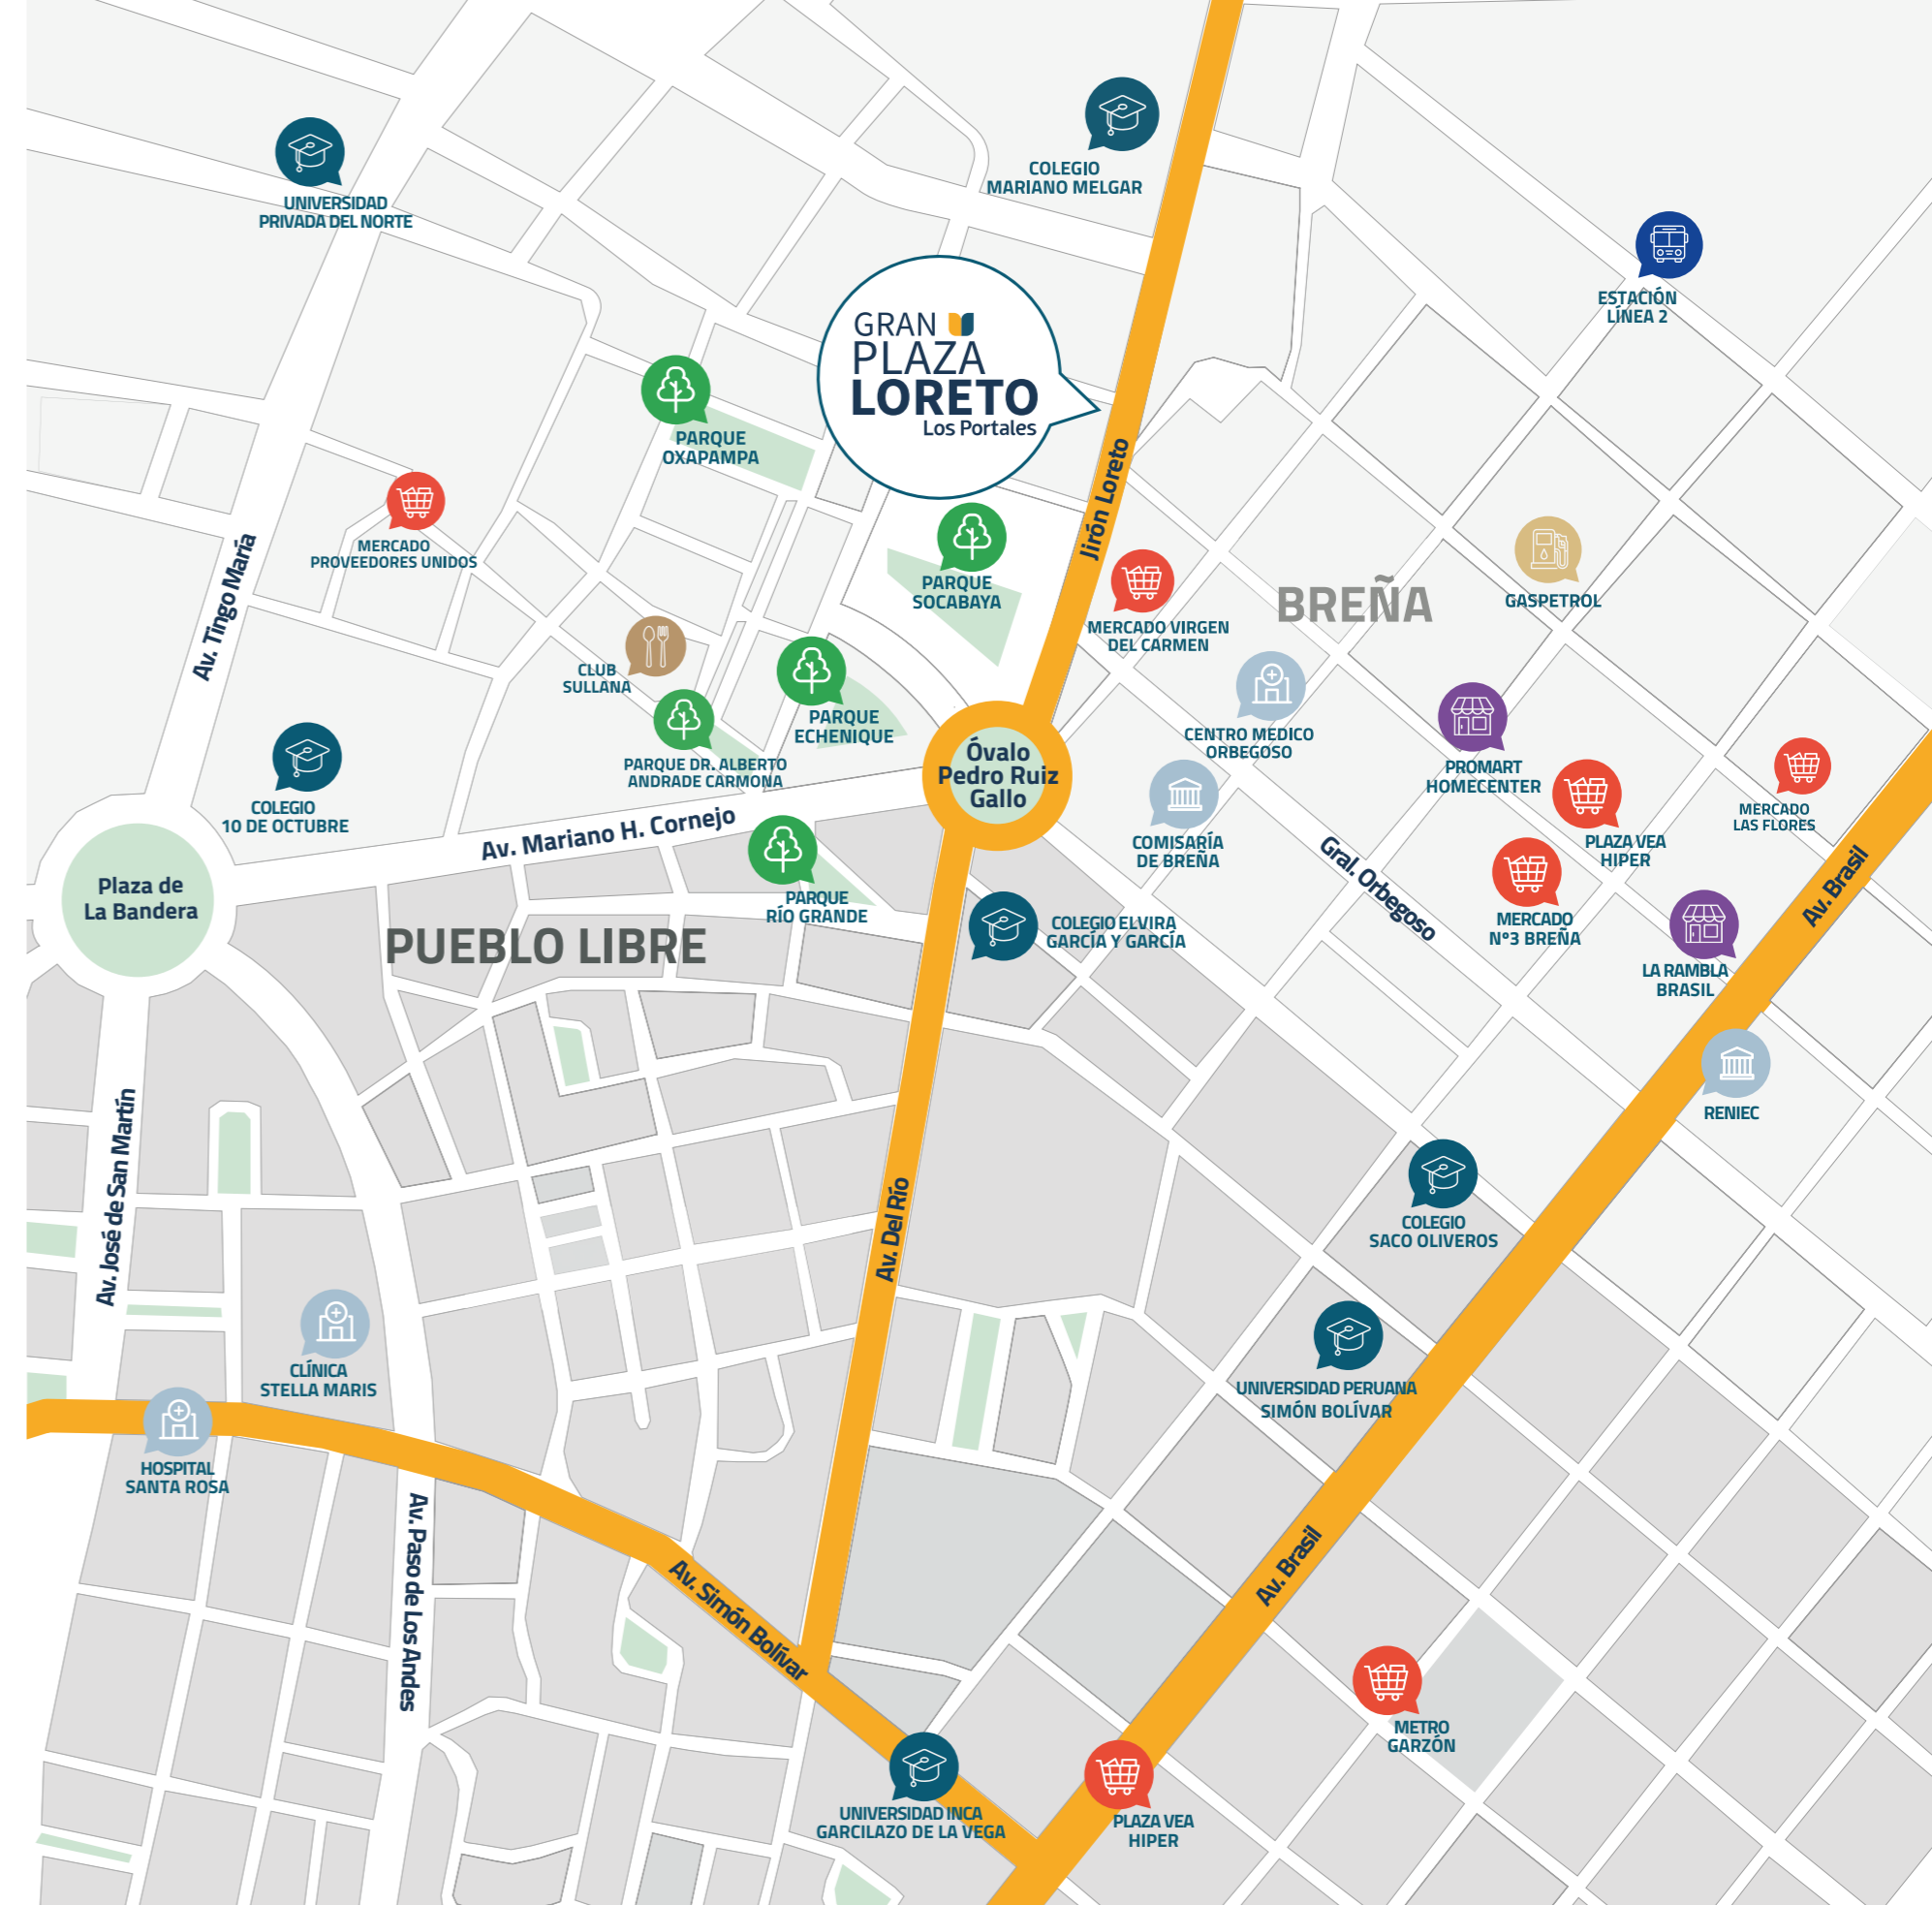 COLEGIO
MARIANO MELGAR
UNIVERSIDAD
PRIVADA DEL NORTE
ESTACIÓN
LÍNEA 2
GRAN
PLAZA
LORETO
Los Portales
PARQUE
OXAPAMPA
Jirón Loreto
MERCADO
PROVEEDORES UNIDOS
Av. Tingo María
PARQUE
SOCABAYA
BREÑA
GASPETROL
MERCADO VIRGEN
DEL CARMEN
CLUB
SULLANA
PARQUE
ECHENIQUE
CENTRO MEDICO
ORBEGOSO
PARQUE DR. ALBERTO
ANDRADE CARMONA
Óvalo
Pedro Ruiz
Gallo
PROMART
HOMECENTER
COLEGIO
10 DE OCTUBRE
MERCADO
LAS FLORES
Av. Mariano H. Cornejo
COMISARÍA
DE BREÑA
PLAZA VEA
HIPER
Gral. Orbegoso
Av. Brasil
Plaza de
La Bandera
PARQUE
RÍO GRANDE
COLEGIO ELVIRA
GARCÍA Y GARCÍA
MERCADO
N°3 BREÑA
PUEBLO LIBRE
LA RAMBLA
BRASIL
RENIEC
Av. José de San Martín
Av. Del Río
COLEGIO
SACO OLIVEROS
CLÍNICA
STELLA MARIS
UNIVERSIDAD PERUANA
SIMÓN BOLÍVAR
HOSPITAL
SANTA ROSA
Av. Paso de Los Andes
Av. Simón Bolívar
Av. Brasil
METRO
GARZÓN
UNIVERSIDAD INCA
GARCILAZO DE LA VEGA
PLAZA VEA
HIPER